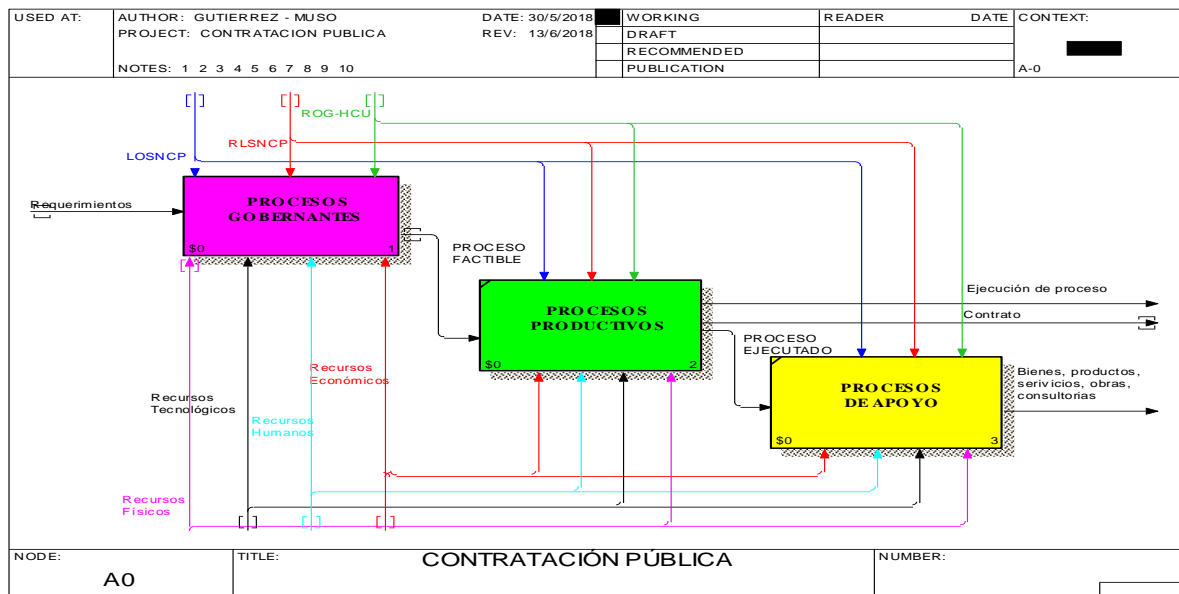 USED AT:
AUTHOR: GUTIERREZ - MUSO
DATE: 30/5/2018
PROJECT: CONTRATACION PUBLICA
REV: 13/6/2018
NOTES: 1 2 3 4 5 6 7 8 9 10
WORKING
DRAFT
RECOMMENDED
PUBLICATION
READER
DATE
CONTEXT:
A-0
ROG-HCU
RLSNCP
LOSNCP
Requerimientos
PROCESOS
GOBERNANTES
$0
1
PROCESO
FACTIBLE
PROCESOS
PRODUCTIVOS
$0
2
Ejecución de proceso
Contrato
PROCESO
EJECUTADO
PROCESOS
DE APOYO
$0
3
Bienes, productos,
serivicios, obras,
consultorias
Recursos
Económicos
Recursos
Tecnológicos
Recursos
Humanos
Recursos
Físicos
NODE:
A0
TITLE:
CONTRATACIÓN PÚBLICA
NUMBER: